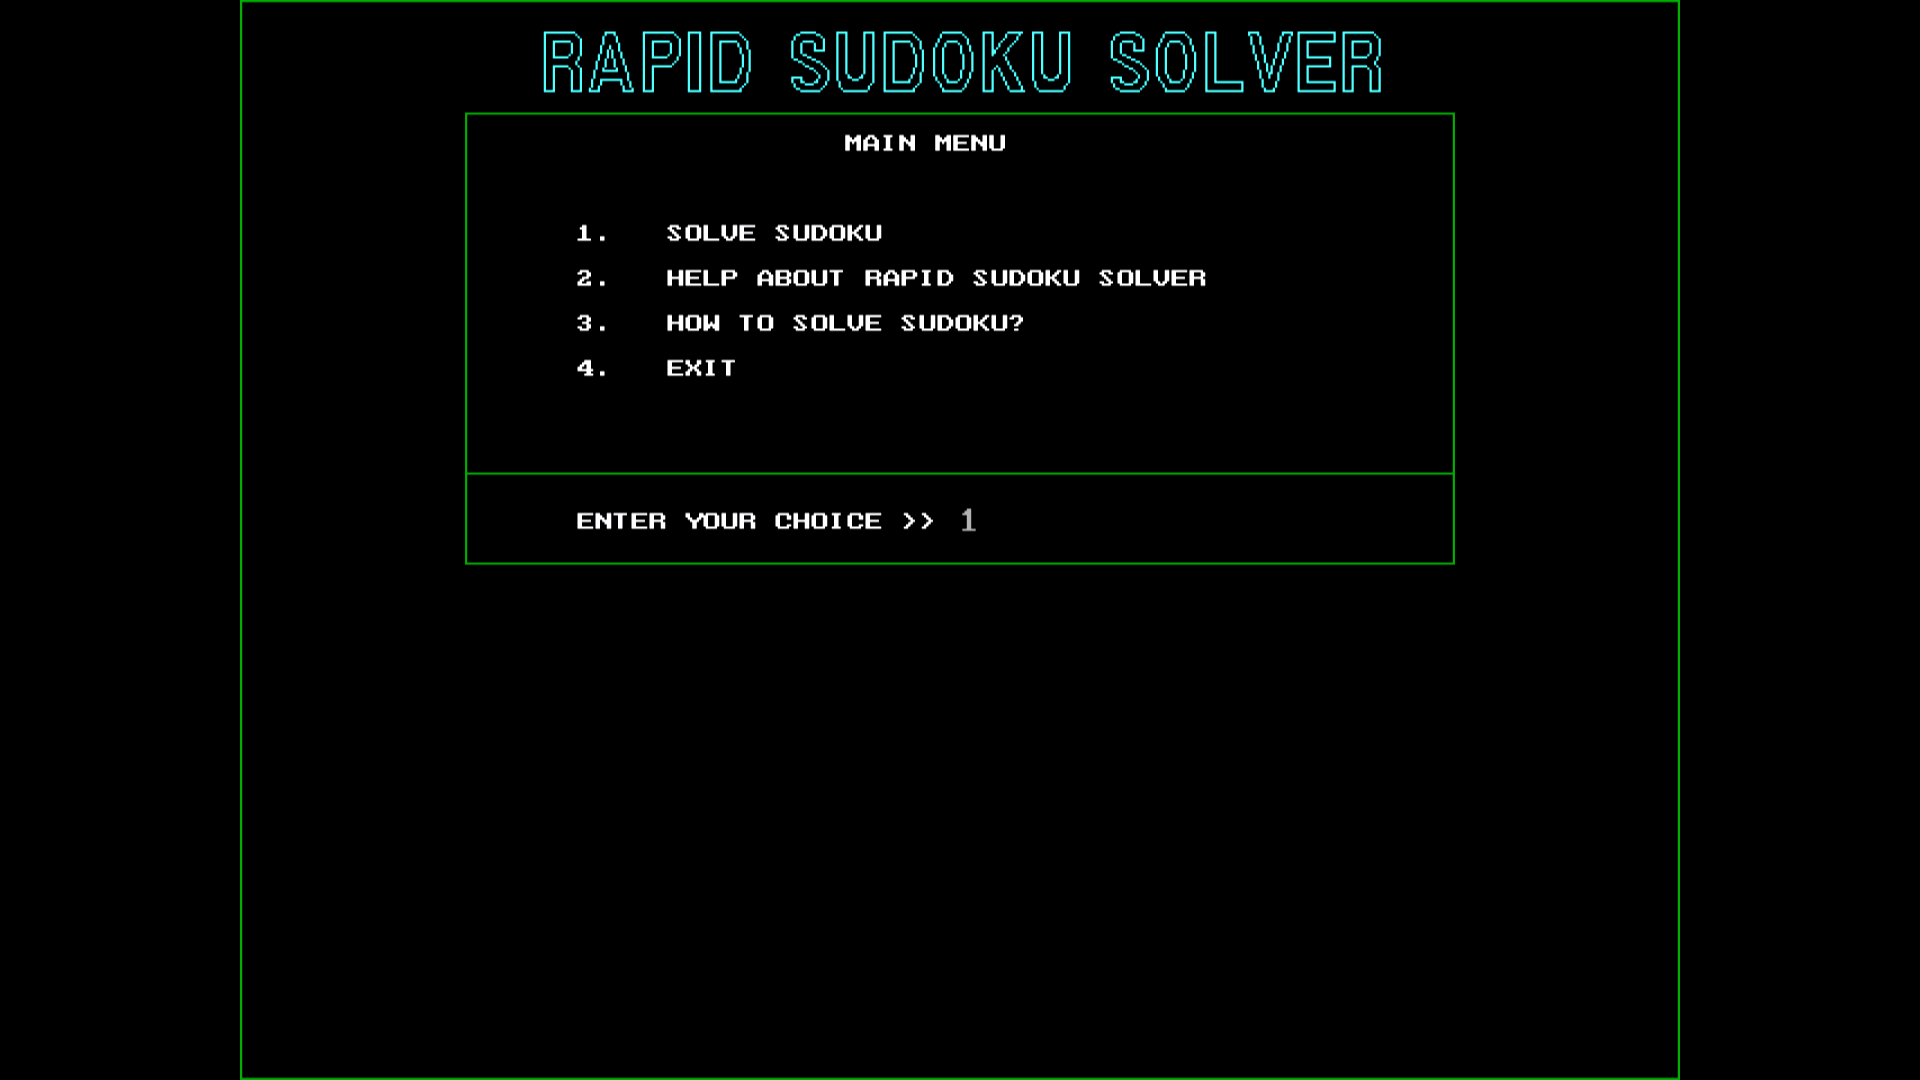 RAPID SUDOKU SOLVER
MAIN MENU
1. SOLVE SUDOKU
2. HELP ABOUT RAPID SUDOKU SOLVER
3. HOW TO SOLVE SUDOKU?
4. EXIT
ENTER YOUR CHOICE >> 1